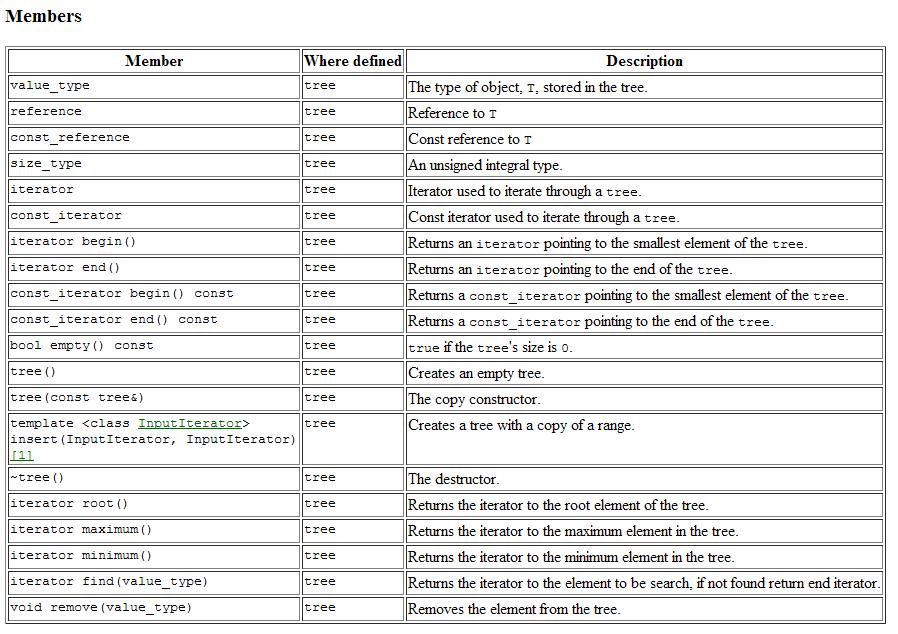 Members
Member Where defined Description
value_type tree The type of object, T, stored in the tree.
reference tree Reference to T
const_reference tree Const reference to T
size_type tree An unsigned integral type.
iterator tree Iterator used to iterate through a tree.
const_iterator tree Const iterator used to iterate through a tree.
iterator begin() tree Returns an iterator pointing to the smallest element of the tree.
iterator end() tree Returns an iterator pointing to the end of the tree.
const_iterator begin() const tree Returns a const_iterator pointing to the smallest element of the tree.
const_iterator end() const tree Returns a const_iterator pointing to the end of the tree.
bool empty() const tree true if the tree's size is 0.
tree() tree Creates an empty tree.
tree(const tree&) tree The copy constructor.
template <class InputIterator> tree Creates a tree with a copy of a range.
insert(InputIterator, InputIterator)
[1]
~tree() tree The destructor.
iterator root() tree Returns the iterator to the root element of the tree.
iterator maximum() tree Returns the iterator to the maximum element in the tree.
iterator minimum() tree Returns the iterator to the minimum element in the tree.
iterator find(value_type) tree Returns the iterator to the element to be search, if not found return end iterator.
void remove(value_type) tree Removes the element from the tree.